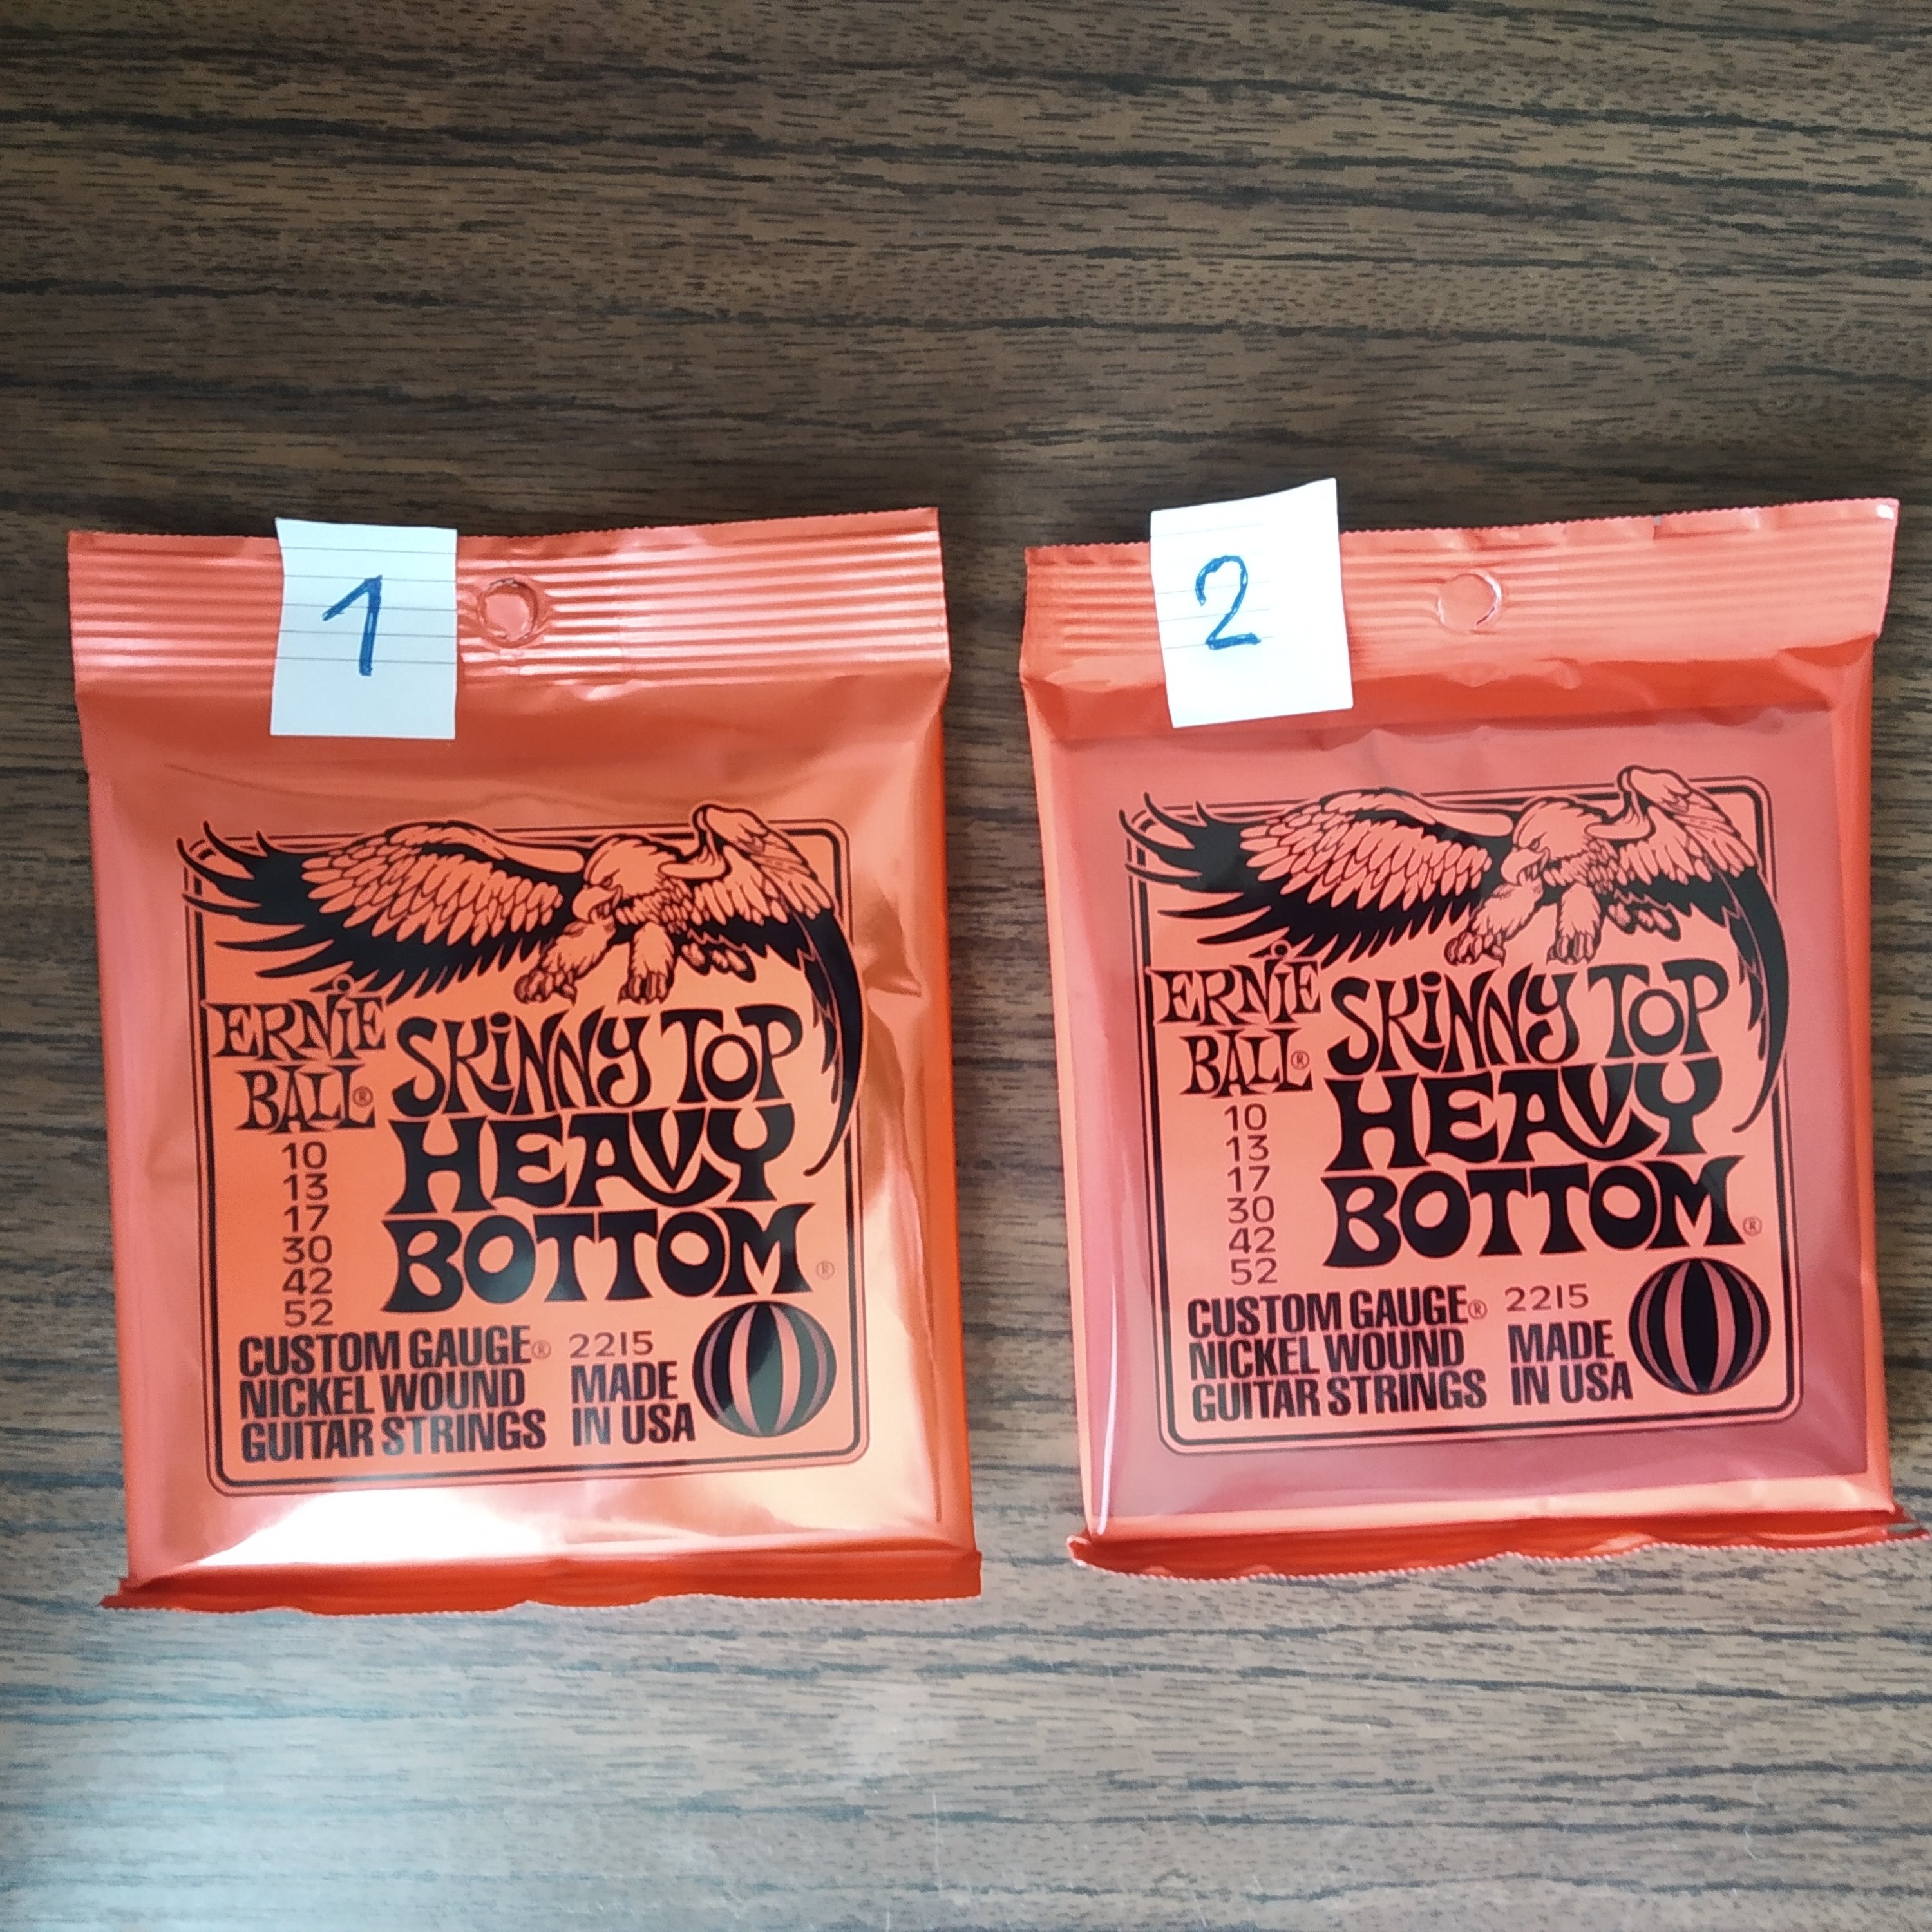 1
ERNIE
BALL®
SKINNY TOP
HEAVY
BOTTOM®
10
13
17
30
42
52
CUSTOM GAUGE®
NICKEL WOUND
GUITAR STRINGS
2215
MADE
IN USA
2
ERNIE
BALL®
SKINNY TOP
HEAVY
BOTTOM®
10
13
17
30
42
52
CUSTOM GAUGE®
NICKEL WOUND
GUITAR STRINGS
2215
MADE
IN USA